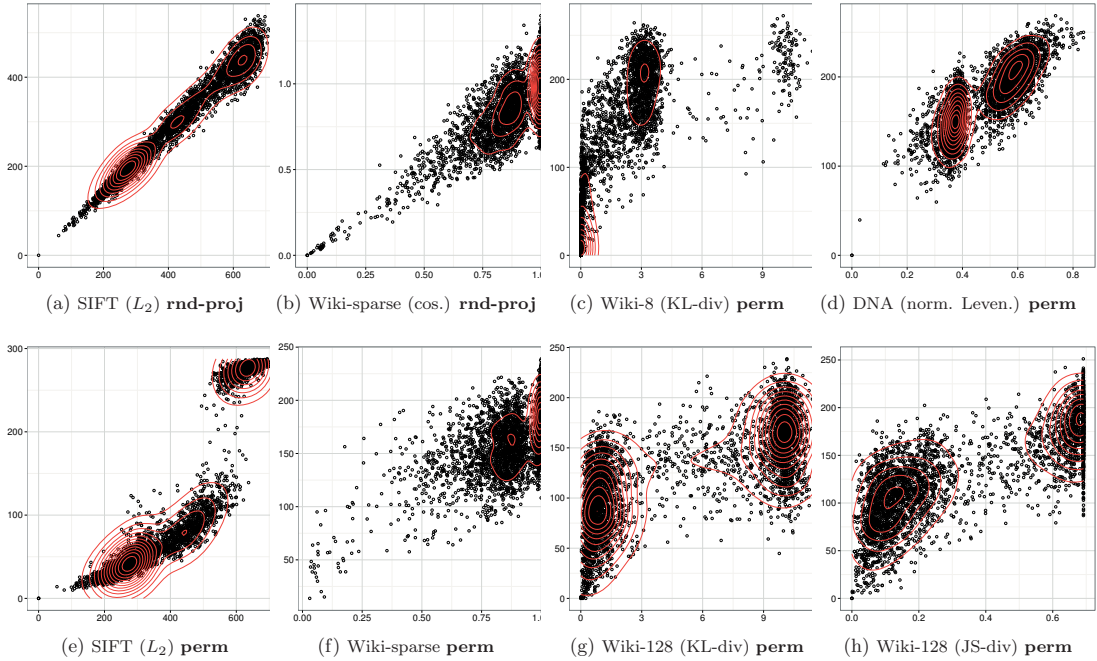 400
200
0
0 200 400 600
1.0
0.5
0.0
0.00 0.25 0.50 0.75 1.0
200
100
0
0 3 6 9
200
100
0
0.0 0.2 0.4 0.6 0.8
(a) SIFT (L2) rnd-proj
(b) Wiki-sparse (cos.) rnd-proj
(c) Wiki-8 (KL-div) perm
(d) DNA (norm. Leven.) perm
300
200
100
0
0 200 400 600
250
200
150
100
50
0.00 0.25 0.50 0.75 1.0
250
200
150
100
50
0
0 3 6 9
250
200
150
100
50
0
0.0 0.2 0.4 0.6
(e) SIFT (L2) perm
(f) Wiki-sparse perm
(g) Wiki-128 (KL-div) perm
(h) Wiki-128 (JS-div) perm